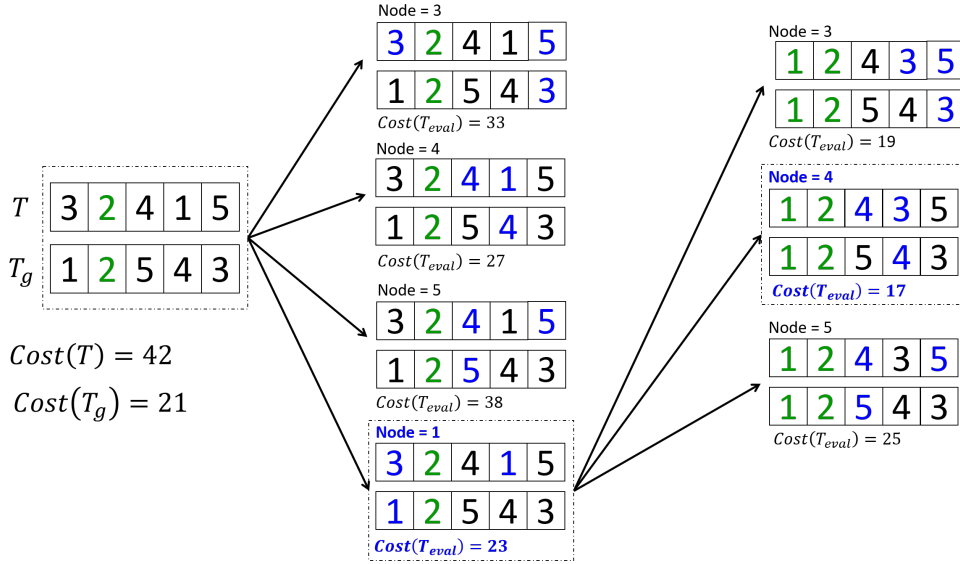 T 3 2 4 1 5
T_g 1 2 5 4 3
Cost(T) = 42
Cost(T_g) = 21
Node = 3
3 2 4 1 5
1 2 5 4 3
Cost(T_eval) = 33
Node = 4
3 2 4 1 5
1 2 5 4 3
Cost(T_eval) = 27
Node = 5
3 2 4 1 5
1 2 5 4 3
Cost(T_eval) = 38
Node = 1
3 2 4 1 5
1 2 5 4 3
Cost(T_eval) = 23
Node = 3
1 2 4 3 5
1 2 5 4 3
Cost(T_eval) = 19
Node = 4
1 2 4 3 5
1 2 5 4 3
Cost(T_eval) = 17
Node = 5
1 2 4 3 5
1 2 5 4 3
Cost(T_eval) = 25